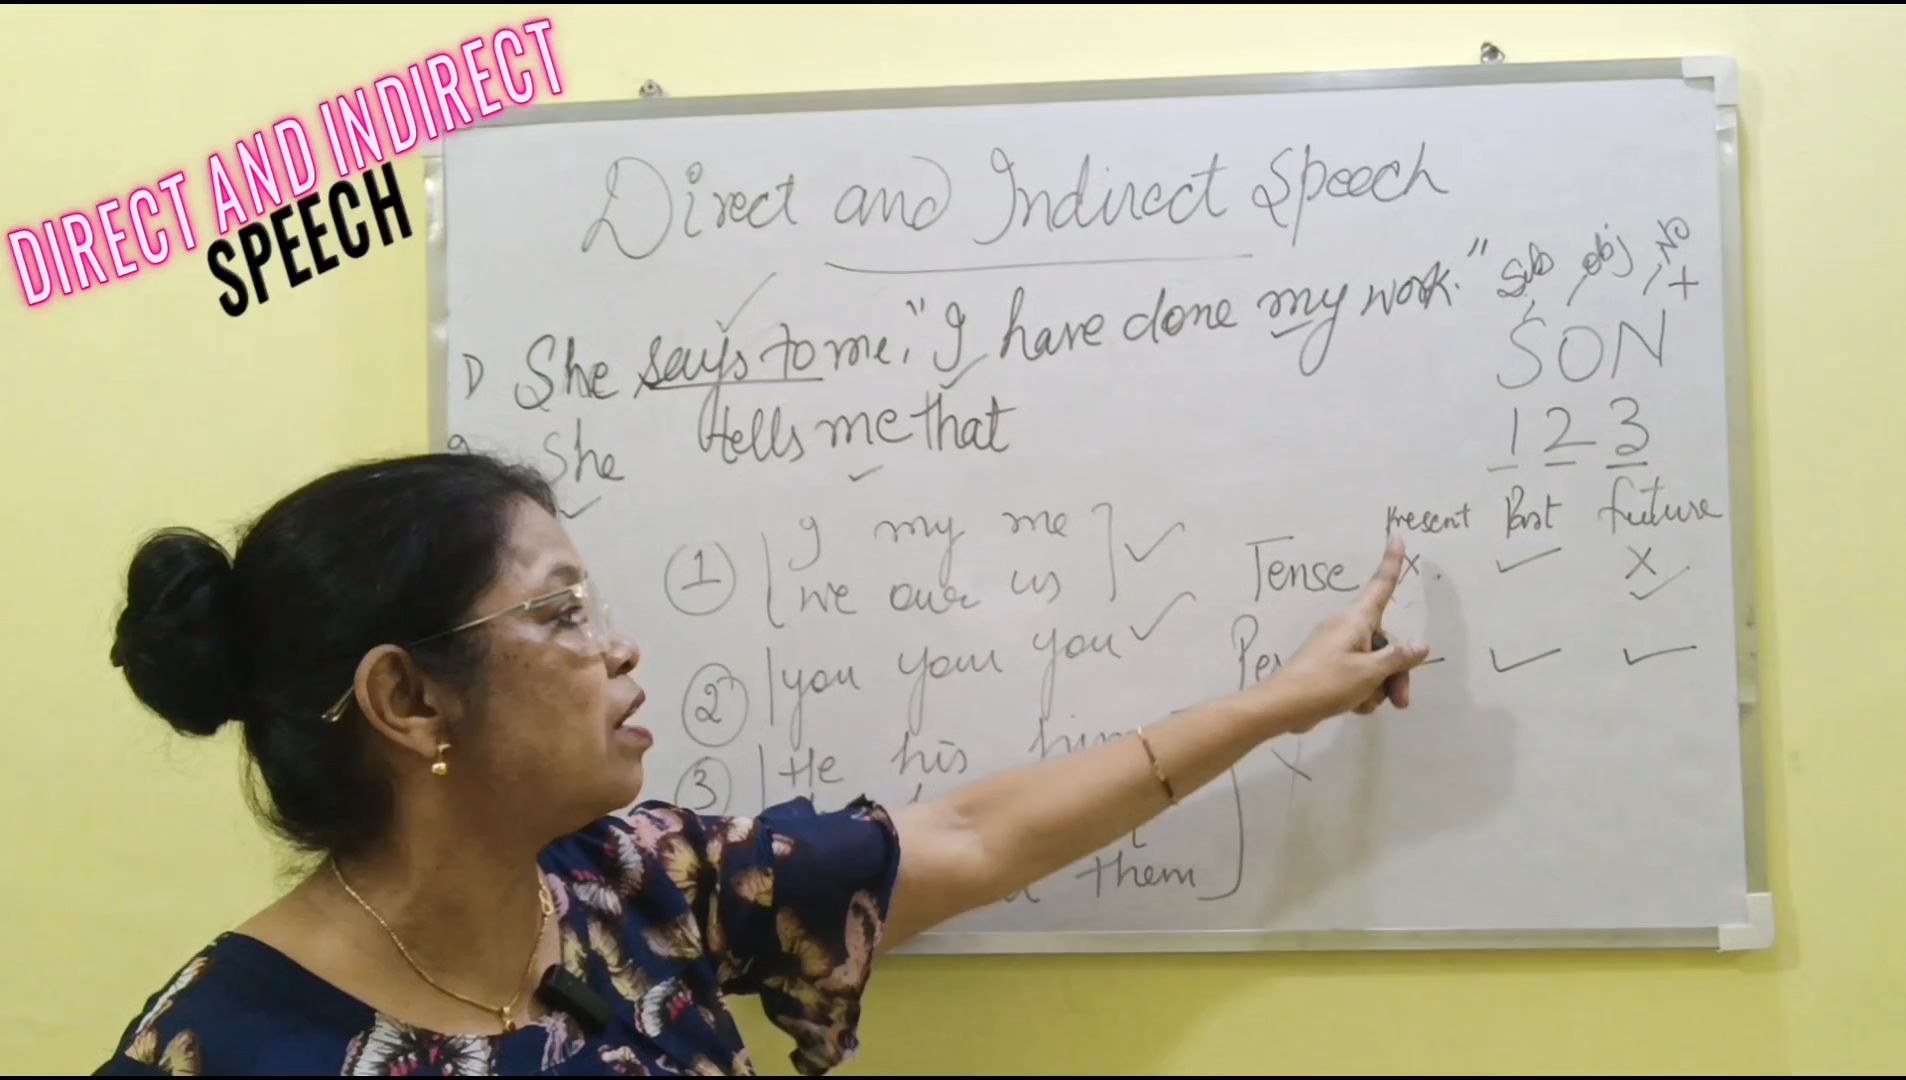 DIRECT AND INDIRECT
SPEECH
Direct and Indirect Speech
D She says to me, "I have done my work."
She tells me that
Sub obj No +
SON
1 2 3
Present Past future
Tense × ✓ × ✓
✓ ✓
① I my me ✓
we our us
② you your you ✓
③ He his him ×
them